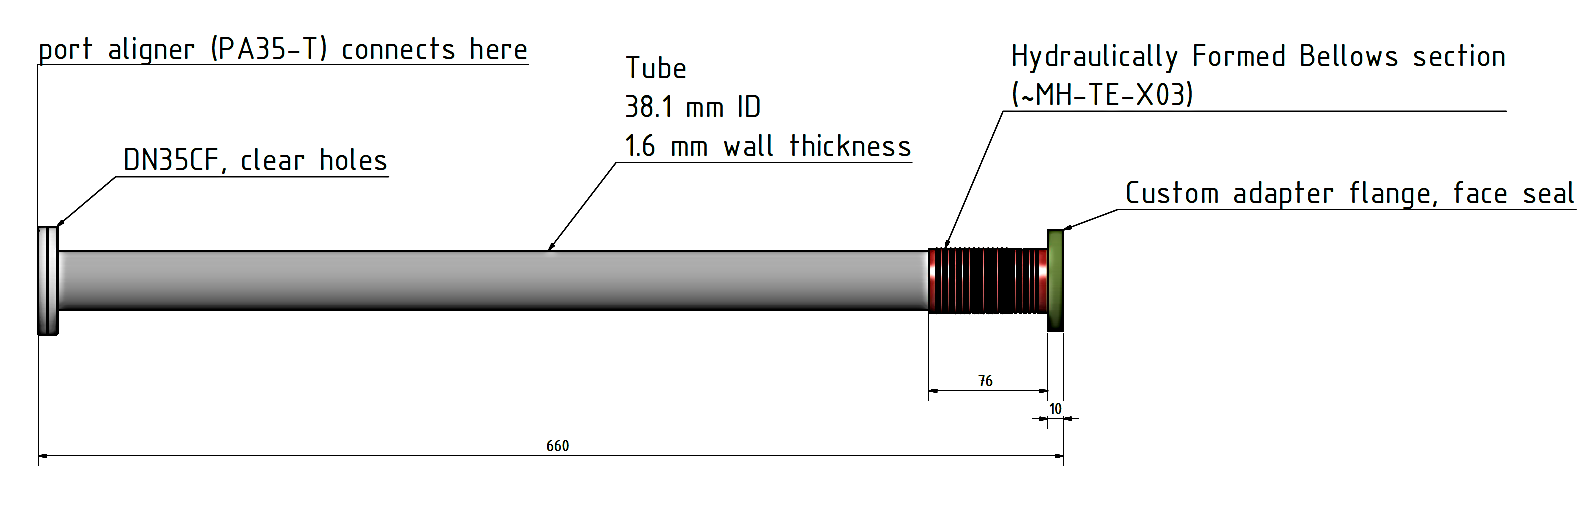 port aligner (PA35-T) connects here
DN35CF, clear holes
Tube
38.1 mm ID
1.6 mm wall thickness
Hydraulically Formed Bellows section
(~MH-TE-X03)
Custom adapter flange, face seal
76
10
660